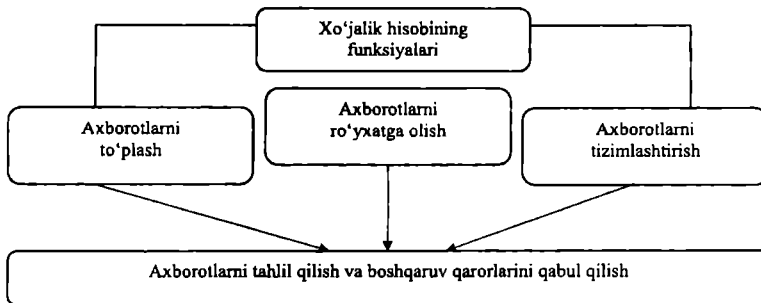 Xo‘jalik hisobining
funksiyalari
Axborotlarni
to‘plash
Axborotlarni
ro‘yxatga olish
Axborotlarni
tizimlashtirish
Axborotlarni tahlil qilish va boshqaruv qarorlarini qabul qilish